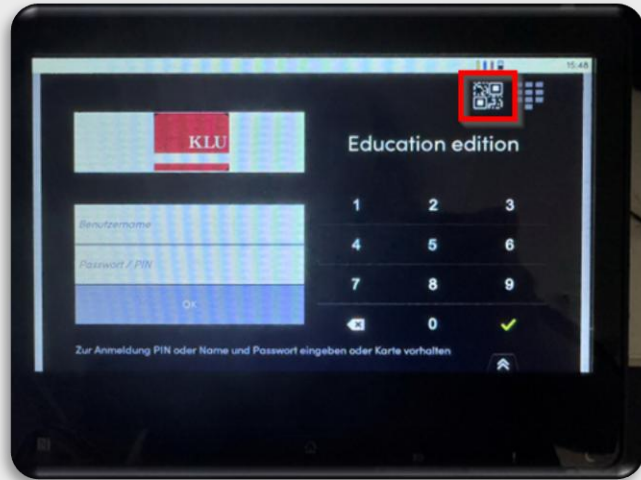 15:48
KLU
Education edition
Benutzername
Passwort / PIN
OK
1 2 3
4 5 6
7 8 9
0
Zur Anmeldung PIN oder Name und Passwort eingeben oder Karte vorhalten